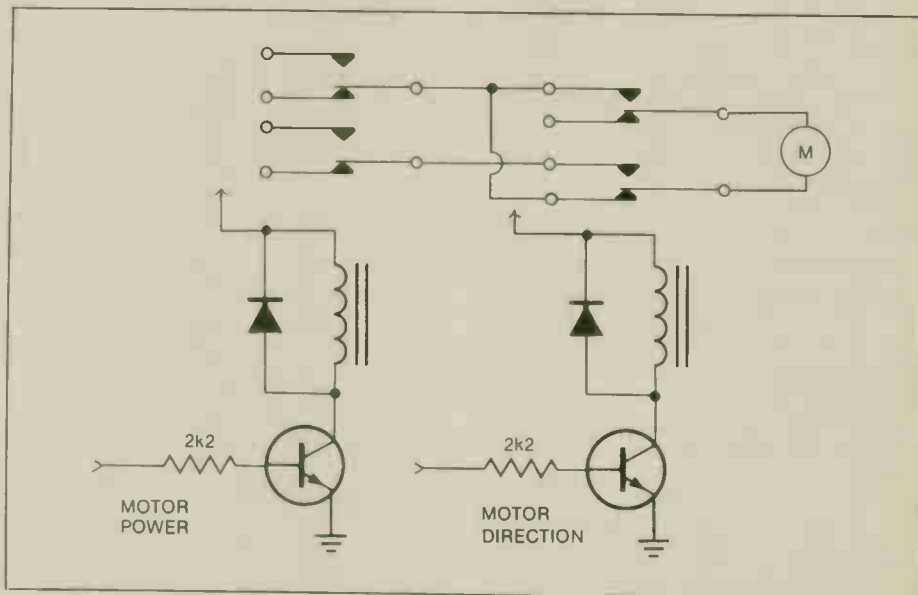 M
2k2
2k2
MOTOR
POWER
MOTOR
DIRECTION